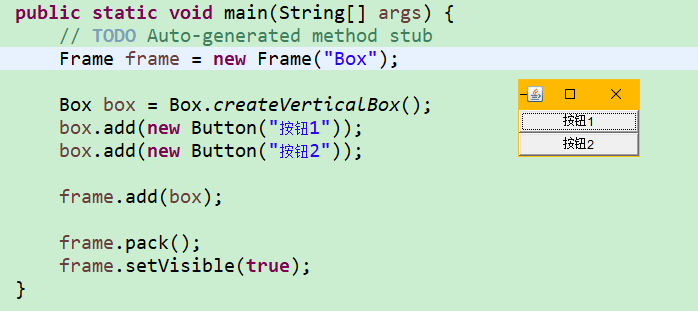 public static void main(String[] args) {
// TODO Auto-generated method stub
Frame frame = new Frame("Box");
Box box = Box.createVerticalBox();
box.add(new Button("按钮1"));
box.add(new Button("按钮2"));
frame.add(box);
frame.pack();
frame.setVisible(true);
}
按钮1
按钮2